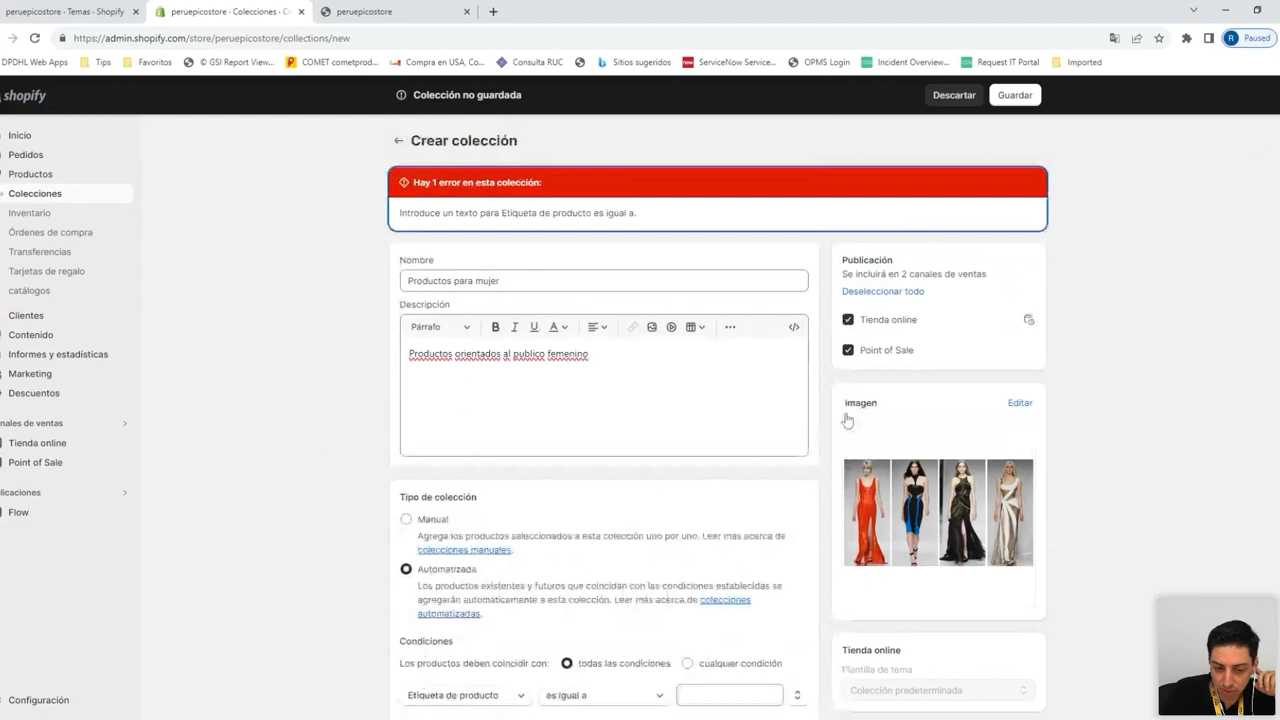 peruepicostore · Temas · Shopify
peruepicostore · Colecciones · Cr
peruepicostore
https://admin.shopify.com/store/peruepicostore/collections/new
Paused
DPDHL Web Apps
Tips
Favoritos
© GSI Report View...
COMET cometprod...
Compra en USA, Co...
Consulta RUC
Sitios sugeridos
ServiceNow Service...
OPMS Login
Incident Overview...
Request IT Portal
Imported
shopify
Colección no guardada
Descartar
Guardar
Inicio
Pedidos
Productos
Colecciones
Inventario
Órdenes de compra
Transferencias
Tarjetas de regalo
catálogos
Clientes
Contenido
Informes y estadísticas
Marketing
Descuentos
nales de ventas
Tienda online
Point of Sale
licaciones
Flow
Configuración
Crear colección
Hay 1 error en esta colección:
Introduce un texto para Etiqueta de producto es igual a.
Nombre
Productos para mujer
Descripción
Párrafo
B I U A
Productos orientados al publico femenino
Tipo de colección
Manual
Agrega los productos seleccionados a esta colección uno por uno. Leer más acerca de
colecciones manuales.
Automatizada
Los productos existentes y futuros que coincidan con las condiciones establecidas se
agregarán automáticamente a esta colección. Leer más acerca de colecciones
automatizadas.
Condiciones
Los productos deben coincidir con: todas las condiciones cualquier condición
Etiqueta de producto es igual a
Publicación
Se incluirá en 2 canales de ventas
Deseleccionar todo
Tienda online
Point of Sale
imagen
Editar
Tienda online
Plantilla de tema
Colección predeterminada